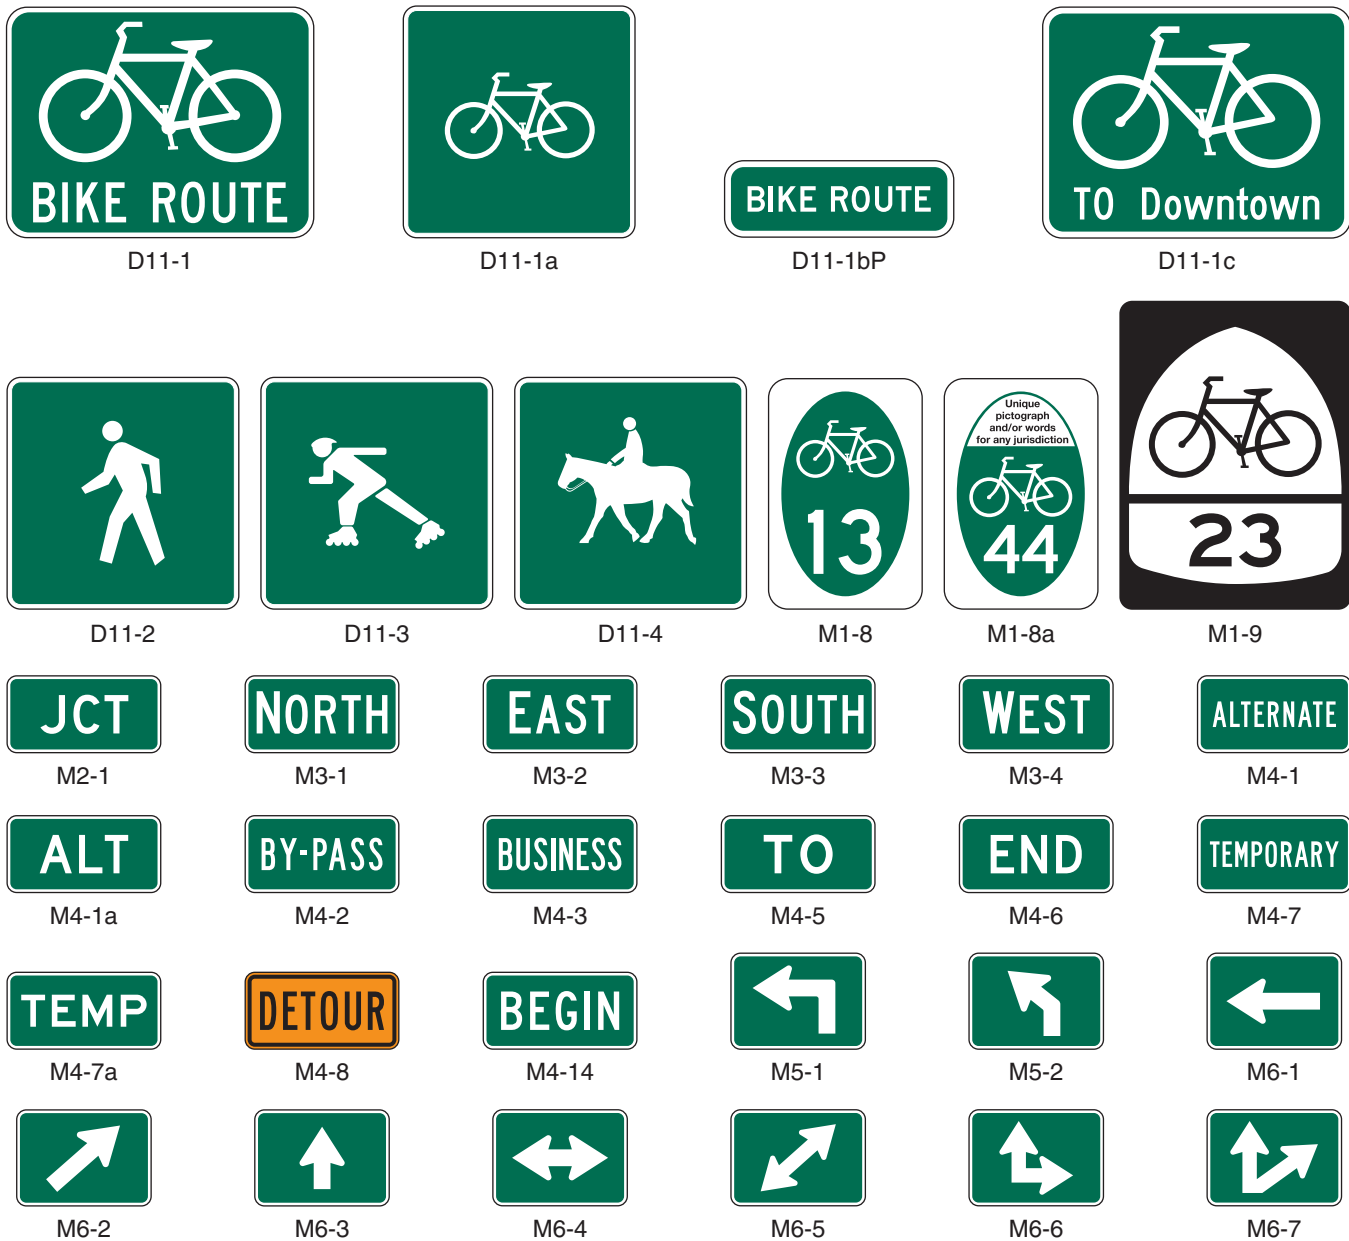 BIKE ROUTE
BIKE ROUTE
TO Downtown
D11-1
D11-1a
D11-1bP
D11-1c
Unique
pictograph
and/or words
for any jurisdiction
13
44
23
D11-2
D11-3
D11-4
M1-8
M1-8a
M1-9
JCT
NORTH
EAST
SOUTH
WEST
ALTERNATE
M2-1
M3-1
M3-2
M3-3
M3-4
M4-1
ALT
BY-PASS
BUSINESS
TO
END
TEMPORARY
M4-1a
M4-2
M4-3
M4-5
M4-6
M4-7
TEMP
DETOUR
BEGIN
M4-7a
M4-8
M4-14
M5-1
M5-2
M6-1
M6-2
M6-3
M6-4
M6-5
M6-6
M6-7